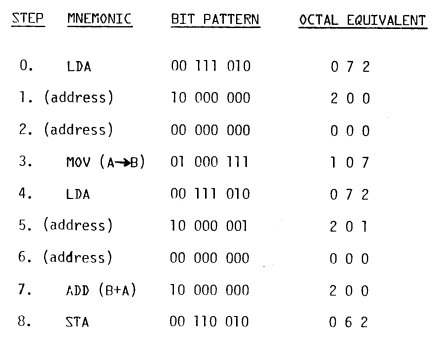 STEP MNEMONIC BIT PATTERN OCTAL EQUIVALENT
0. LDA 00 111 010 0 7 2
1. (address) 10 000 000 2 0 0
2. (address) 00 000 000 0 0 0
3. MOV (A→B) 01 000 111 1 0 7
4. LDA 00 111 010 0 7 2
5. (address) 10 000 001 2 0 1
6. (address) 00 000 000 0 0 0
7. ADD (B+A) 10 000 000 2 0 0
8. STA 00 110 010 0 6 2